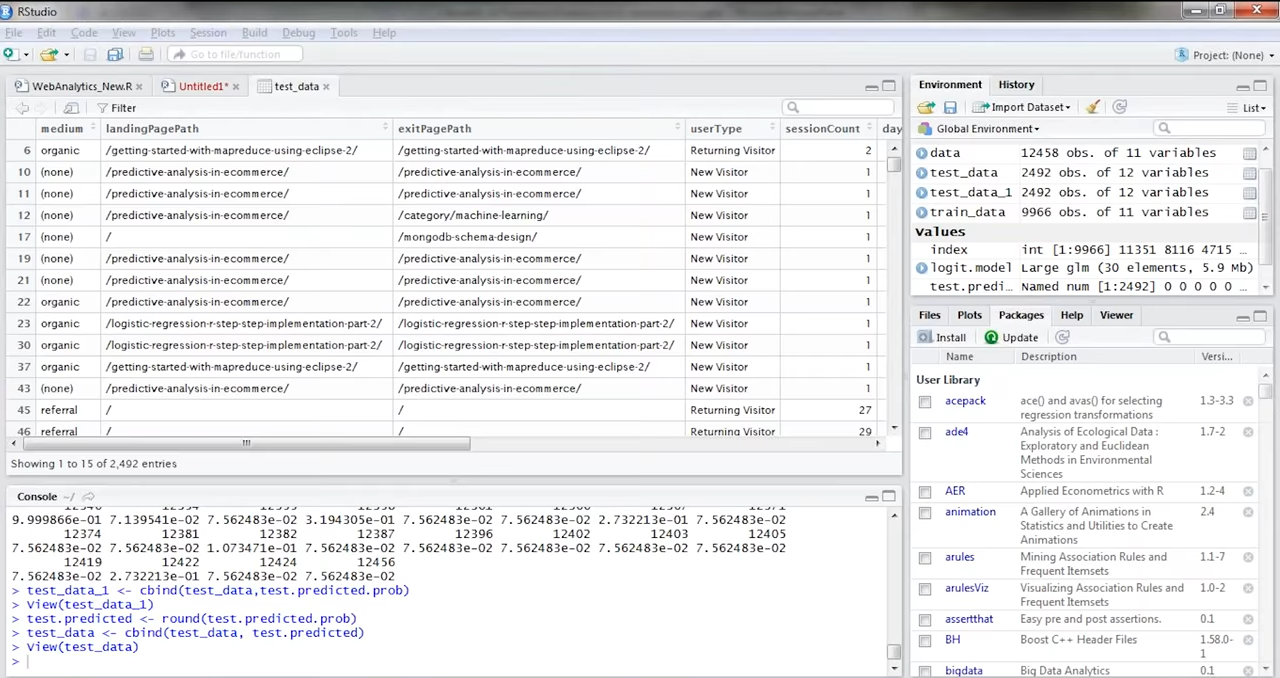 RStudio
File Edit Code View Plots Session Build Debug Tools Help
Go to file/function
Project: (None)
WebAnalytics_New.R
Untitled1*
test_data
Filter
medium landingPagePath exitPagePath userType sessionCount day
6 organic /getting-started-with-mapreduce-using-eclipse-2/ /getting-started-with-mapreduce-using-eclipse-2/ Returning Visitor 2
10 (none) /predictive-analysis-in-ecommerce/ /predictive-analysis-in-ecommerce/ New Visitor 1
11 (none) /predictive-analysis-in-ecommerce/ /predictive-analysis-in-ecommerce/ New Visitor 1
12 (none) /predictive-analysis-in-ecommerce/ /category/machine-learning/ New Visitor 1
17 (none) / /mongodb-schema-design/ New Visitor 1
19 (none) /predictive-analysis-in-ecommerce/ /predictive-analysis-in-ecommerce/ New Visitor 1
21 (none) /predictive-analysis-in-ecommerce/ /predictive-analysis-in-ecommerce/ New Visitor 1
22 organic /predictive-analysis-in-ecommerce/ /predictive-analysis-in-ecommerce/ New Visitor 1
23 organic /logistic-regression-r-step-step-implementation-part-2/ /logistic-regression-r-step-step-implementation-part-2/ New Visitor 1
30 organic /logistic-regression-r-step-step-implementation-part-2/ /logistic-regression-r-step-step-implementation-part-2/ New Visitor 1
37 organic /getting-started-with-mapreduce-using-eclipse-2/ /getting-started-with-mapreduce-using-eclipse-2/ New Visitor 1
43 (none) /predictive-analysis-in-ecommerce/ /predictive-analysis-in-ecommerce/ New Visitor 1
45 referral / / Returning Visitor 27
46 referral / / Returning Visitor 29
Showing 1 to 15 of 2,492 entries
Console ~/
9.999866e-01 7.139541e-02 7.562483e-02 3.194305e-01 7.562483e-02 7.562483e-02 2.732213e-01 7.562483e-02
12374 12381 12382 12387 12396 12402 12403 12405
7.562483e-02 7.562483e-02 1.073471e-01 7.562483e-02 7.562483e-02 7.562483e-02 7.562483e-02 7.562483e-02
12419 12422 12424 12456
7.562483e-02 2.732213e-01 7.562483e-02 7.562483e-02
> test_data_1 <- cbind(test_data,test.predicted.prob)
> View(test_data_1)
> test.predicted <- round(test.predicted.prob)
> test_data <- cbind(test_data, test.predicted)
> View(test_data)
>
Environment History
Import Dataset
List
Global Environment
data 12458 obs. of 11 variables
test_data 2492 obs. of 12 variables
test_data_1 2492 obs. of 12 variables
train_data 9966 obs. of 11 variables
Values
index int [1:9966] 11351 8116 4715 ...
logit.model Large glm (30 elements, 5.9 Mb)
test.predi... Named num [1:2492] 0 0 0 0 0 ...
Files Plots Packages Help Viewer
Install Update
Name Description Versi...
User Library
acepack ace() and avas() for selecting 1.3-3.3
regression transformations
ade4 Analysis of Ecological Data : 1.7-2
Exploratory and Euclidean
Methods in Environmental
Sciences
AER Applied Econometrics with R 1.2-4
animation A Gallery of Animations in 2.4
Statistics and Utilities to Create
Animations
arules Mining Association Rules and 1.1-7
Frequent Itemsets
arulesViz Visualizing Association Rules and 1.0-2
Frequent Itemsets
assertthat Easy pre and post assertions. 0.1
BH Boost C++ Header Files 1.58.0-
1
bigdata Big Data Analytics 0.1